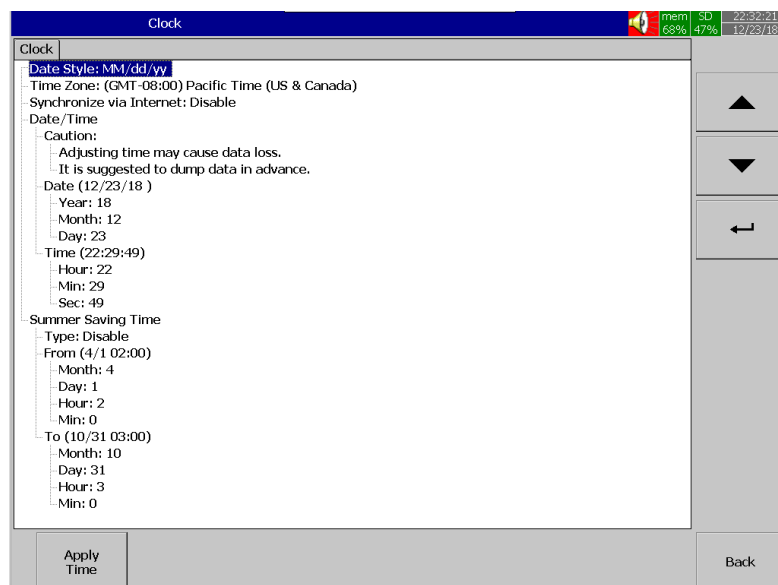 Clock
mem
68%
SD
47%
22:32:21
12/23/18
Clock
Date Style: MM/dd/yy
Time Zone: (GMT-08:00) Pacific Time (US & Canada)
Synchronize via Internet: Disable
Date/Time
Caution:
Adjusting time may cause data loss.
It is suggested to dump data in advance.
Date (12/23/18 )
Year: 18
Month: 12
Day: 23
Time (22:29:49)
Hour: 22
Min: 29
Sec: 49
Summer Saving Time
Type: Disable
From (4/1 02:00)
Month: 4
Day: 1
Hour: 2
Min: 0
To (10/31 03:00)
Month: 10
Day: 31
Hour: 3
Min: 0
Apply
Time
Back